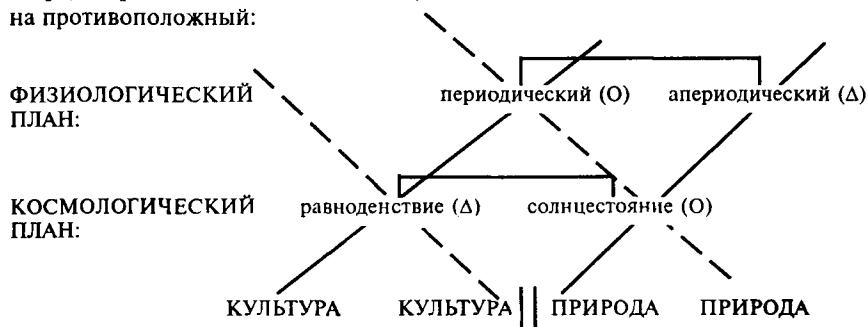 на противоположный:
ФИЗИОЛОГИЧЕСКИЙ периодический (О) апериодический (Δ)
ПЛАН:
КОСМОЛОГИЧЕСКИЙ равноденствие (Δ) солнцестояние (О)
ПЛАН:
КУЛЬТУРА КУЛЬТУРА || ПРИРОДА ПРИРОДА